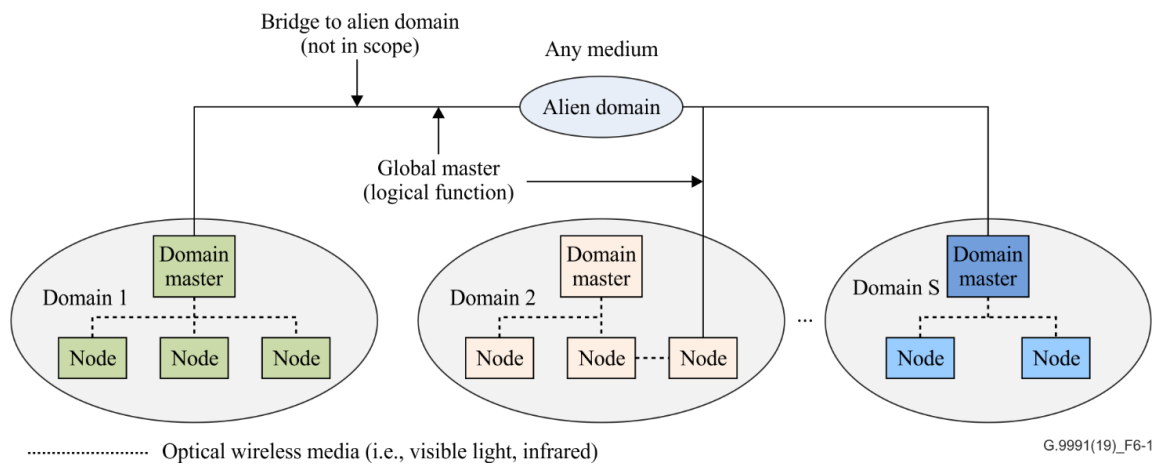 Bridge to alien domain
(not in scope)
Any medium
Alien domain
Global master
(logical function)
Domain
master
Domain 1
Node
Node
Node
Domain
master
Domain 2
Node
Node
Node
...
Domain
master
Domain S
Node
Node
Optical wireless media (i.e., visible light, infrared)
G.9991(19)_F6-1